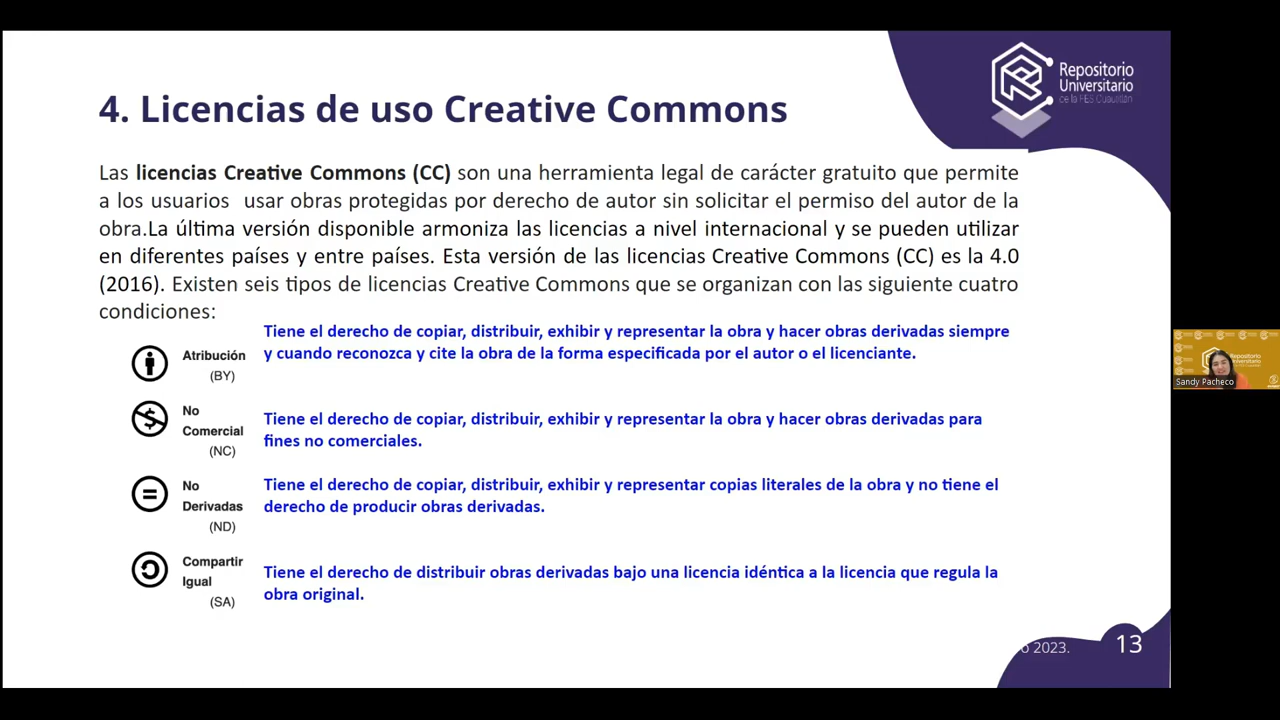 Repositorio
Universitario
de la FES Cuautitlán
4. Licencias de uso Creative Commons
Las licencias Creative Commons (CC) son una herramienta legal de carácter gratuito que permite
a los usuarios usar obras protegidas por derecho de autor sin solicitar el permiso del autor de la
obra.La última versión disponible armoniza las licencias a nivel internacional y se pueden utilizar
en diferentes países y entre países. Esta versión de las licencias Creative Commons (CC) es la 4.0
(2016). Existen seis tipos de licencias Creative Commons que se organizan con las siguiente cuatro
condiciones:
Atribución
(BY)
Tiene el derecho de copiar, distribuir, exhibir y representar la obra y hacer obras derivadas siempre
y cuando reconozca y cite la obra de la forma especificada por el autor o el licenciante.
No
Comercial
(NC)
Tiene el derecho de copiar, distribuir, exhibir y representar la obra y hacer obras derivadas para
fines no comerciales.
No
Derivadas
(ND)
Tiene el derecho de copiar, distribuir, exhibir y representar copias literales de la obra y no tiene el
derecho de producir obras derivadas.
Compartir
Igual
(SA)
Tiene el derecho de distribuir obras derivadas bajo una licencia idéntica a la licencia que regula la
obra original.
2023.
13
Repositorio
Universitario
Sandy Pacheco